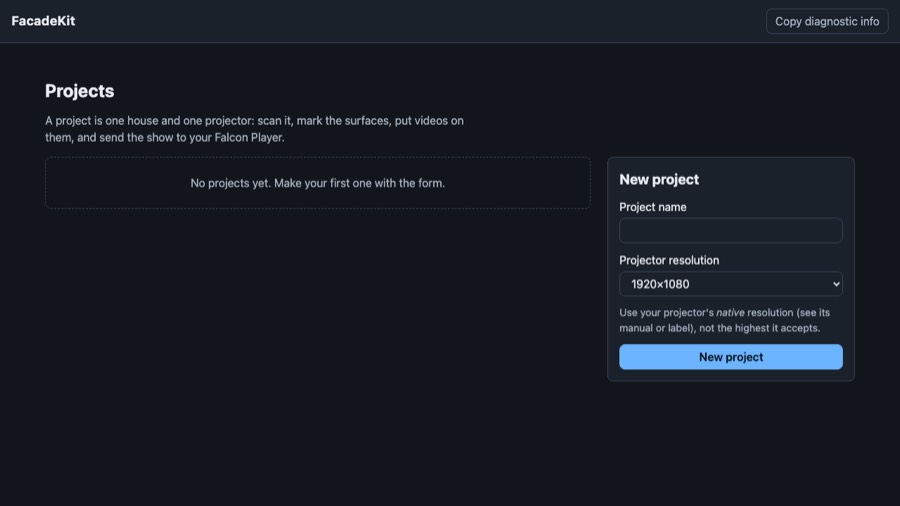 FacadeKit
Copy diagnostic info
Projects
A project is one house and one projector: scan it, mark the surfaces, put videos on
them, and send the show to your Falcon Player.
No projects yet. Make your first one with the form.
New project
Project name
Projector resolution
1920×1080
Use your projector's native resolution (see its
manual or label), not the highest it accepts.
New project